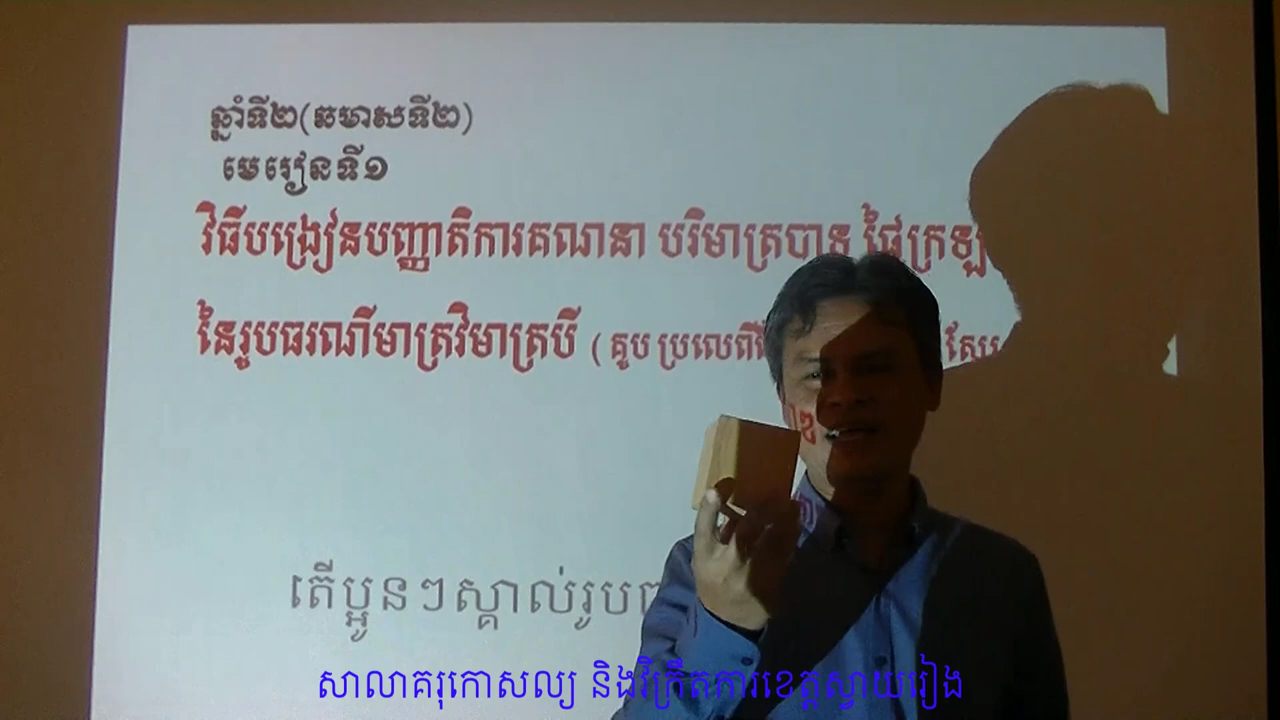 ឆ្នាំទី២(ឆមាសទី២)
មេរៀនទី១
វិធីបង្រៀនបញ្ញាតិការគណនា បរិមាត្របាទ ផ្ទៃក្រឡា
នៃរូបធរណីមាត្រវិមាត្របី ( គូប ប្រលេពី
តើប្អូនៗស្គាល់រូប
សាលាគរុកោសល្យ និងវិក្រឹតការខេត្តស្វាយរៀង